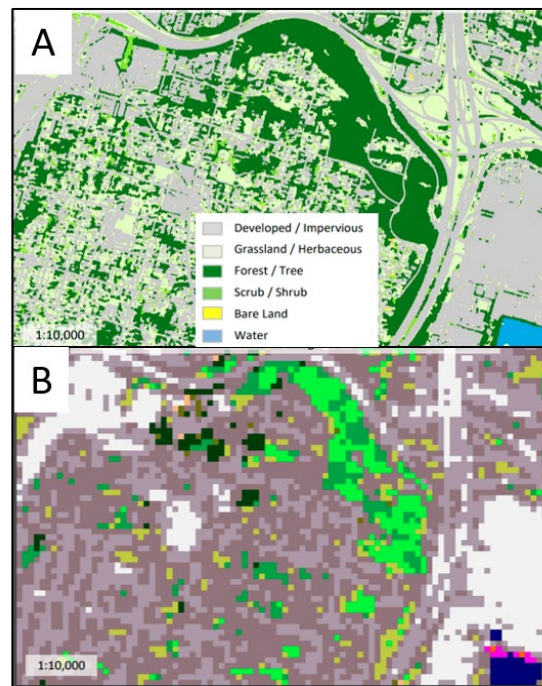 A
Developed / Impervious
Grassland / Herbaceous
Forest / Tree
Scrub / Shrub
Bare Land
Water
1:10,000
B
1:10,000